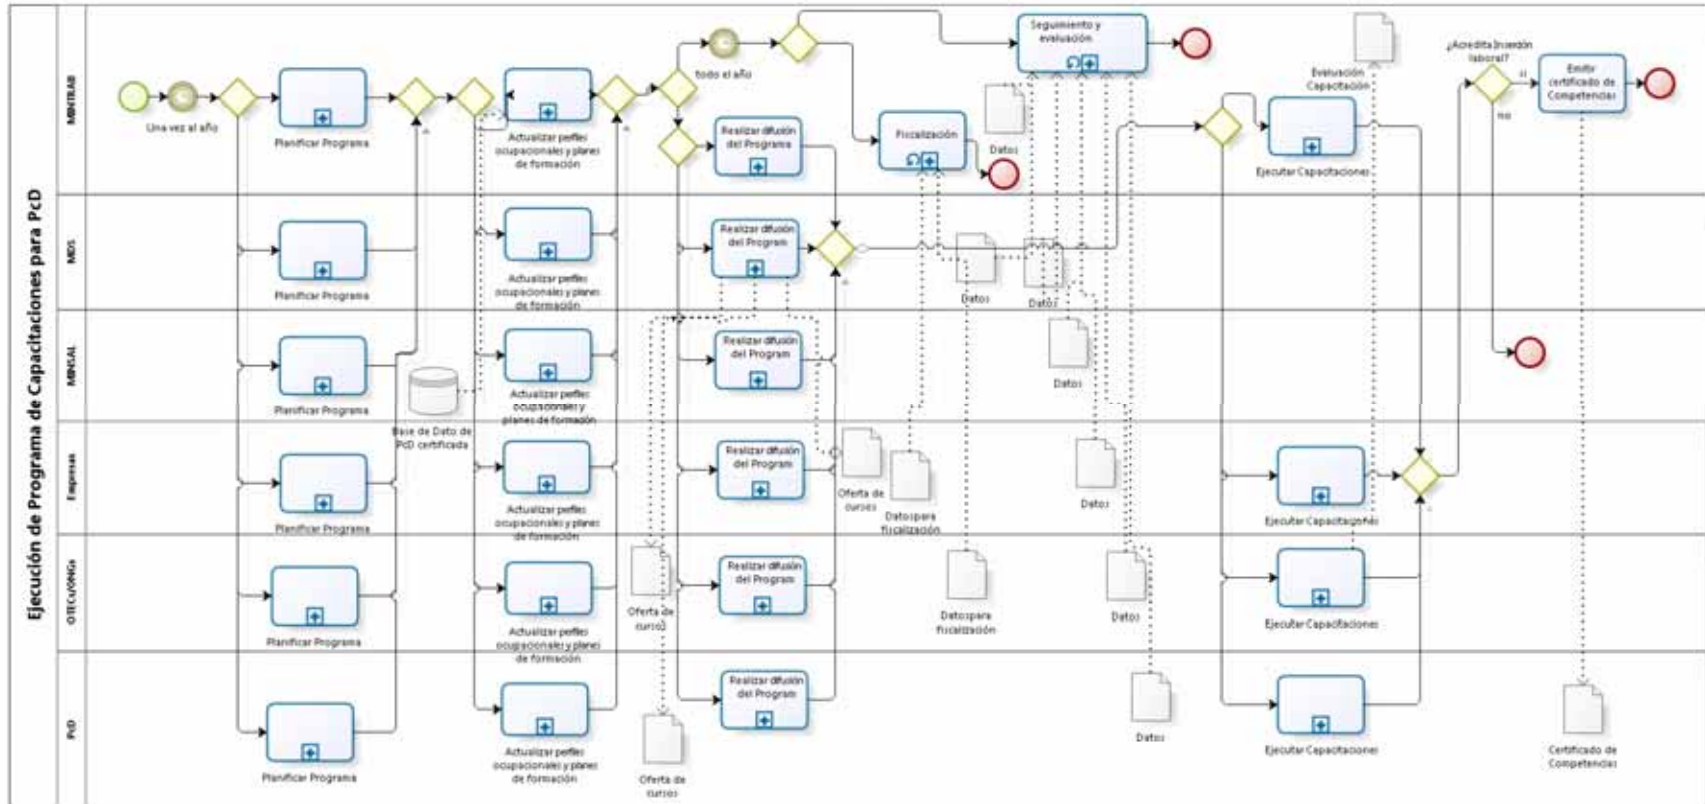 Ejecución de Programa de Capacitaciones para PcD
MINTRAB
Una vez al año
Planificar Programa
Actualizar perfiles
ocupacionales y planes
de formación
todo el año
Realizar difusión
del Programa
Fiscalización
Seguimiento y
evaluación
Datos
Evaluación
Capacitación
Ejecutar Capacitaciones
¿Acredita Inserción
laboral?
si
no
Emitir
certificado de
Competencias
MDS
Planificar Programa
Actualizar perfiles
ocupacionales y planes
de formación
Realizar difusión
del Program
Datos
Datos
MINSAL
Planificar Programa
Base de Dato de
PcD certificada
Actualizar perfiles
ocupacionales y
planes de formación
Realizar difusión
del Program
Datos
Empresas
Planificar Programa
Actualizar perfiles
ocupacionales y planes
de formación
Realizar difusión
del Program
Oferta de
cursos
Datos para
fiscalización
Datos
Ejecutar Capacitaciones
OTECs/ONGs
Planificar Programa
Actualizar perfiles
ocupacionales y planes
de formación
Oferta de
cursos
Realizar difusión
del Program
Datos para
fiscalización
Datos
Ejecutar Capacitaciones
PcD
Planificar Programa
Actualizar perfiles
ocupacionales y planes
de formación
Oferta de
cursos
Realizar difusión
del Program
Datos
Ejecutar Capacitaciones
Certificado de
Competencias